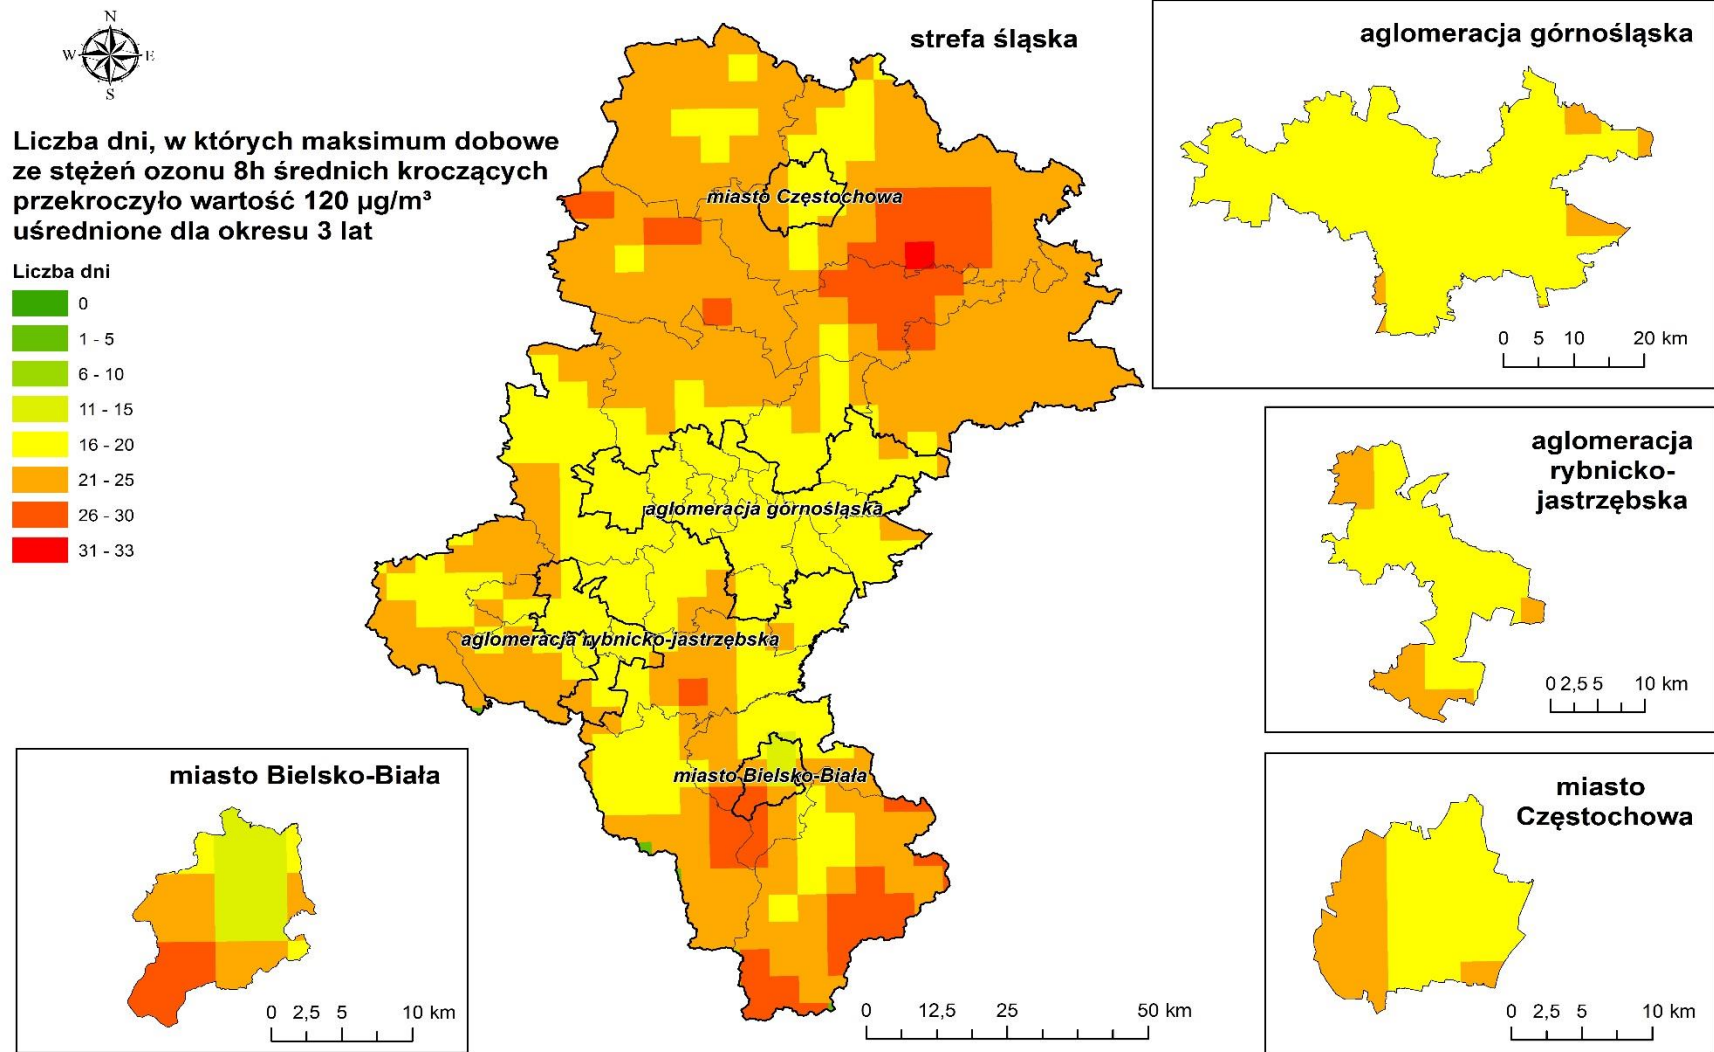 N
W E
S
Liczba dni, w których maksimum dobowe
ze stężeń ozonu 8h średnich kroczących
przekroczyło wartość 120 µg/m³
uśrednione dla okresu 3 lat
Liczba dni
0
1 - 5
6 - 10
11 - 15
16 - 20
21 - 25
26 - 30
31 - 33
strefa śląska
miasto Częstochowa
aglomeracja górnośląska
aglomeracja rybnicko-jastrzębska
miasto Bielsko-Biała
0 12,5 25 50 km
aglomeracja górnośląska
0 5 10 20 km
aglomeracja
rybnicko-
jastrzębska
0 2,5 5 10 km
miasto
Częstochowa
0 2,5 5 10 km
miasto Bielsko-Biała
0 2,5 5 10 km